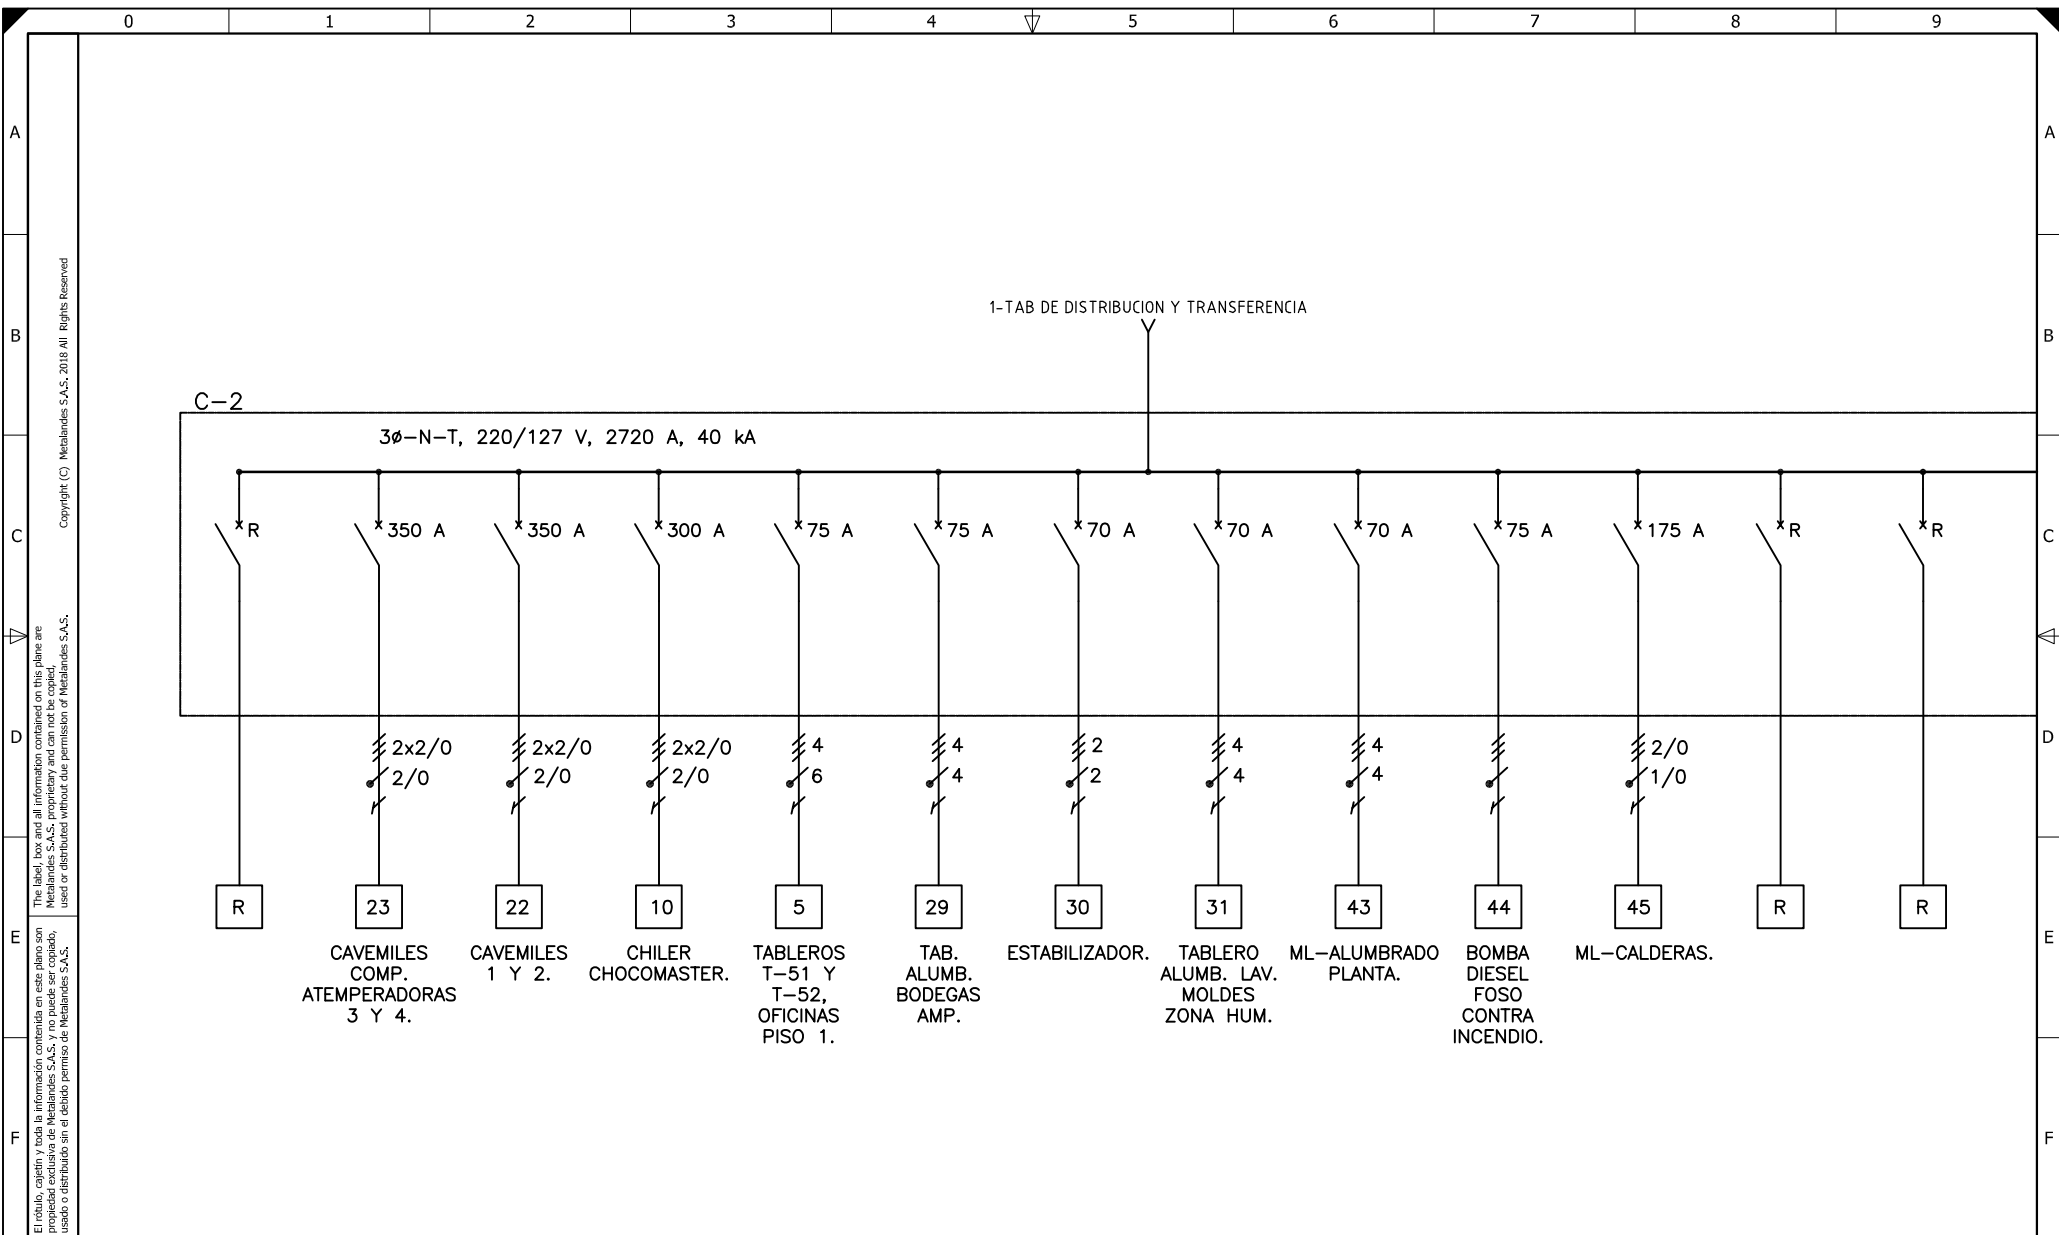 0 1 2 3 4 5 6 7 8 9
A A
B B
C C
D D
E E
F F
Copyright (C) Metalandes S.A.S. 2018 All Rights Reserved
The label, box and all information contained on this plane are
Metalandes S.A.S. proprietary and can not be copied,
used or distributed without due permission of Metalandes S.A.S.
El rótulo, cajetín y toda la información contenida en este plano son
propiedad exclusiva de Metalandes S.A.S. y no puede ser copiado,
usado o distribuido sin el debido permiso de Metalandes S.A.S.
1-TAB DE DISTRIBUCION Y TRANSFERENCIA
C-2
3ø-N-T, 220/127 V, 2720 A, 40 kA
R 350 A 350 A 300 A 75 A 75 A 70 A 70 A 70 A 75 A 175 A R R
2x2/0 2x2/0 2x2/0 4 4 2 4 4 2/0
2/0 2/0 2/0 6 4 2 4 4 1/0
R 23 22 10 5 29 30 31 43 44 45 R R
CAVEMILES
COMP.
ATEMPERADORAS
3 Y 4.
CAVEMILES
1 Y 2.
CHILER
CHOCOMASTER.
TABLEROS
T-51 Y
T-52,
OFICINAS
PISO 1.
TAB.
ALUMB.
BODEGAS
AMP.
ESTABILIZADOR.
TABLERO
ALUMB. LAV.
MOLDES
ZONA HUM.
ML-ALUMBRADO
PLANTA.
BOMBA
DIESEL
FOSO
CONTRA
INCENDIO.
ML-CALDERAS.